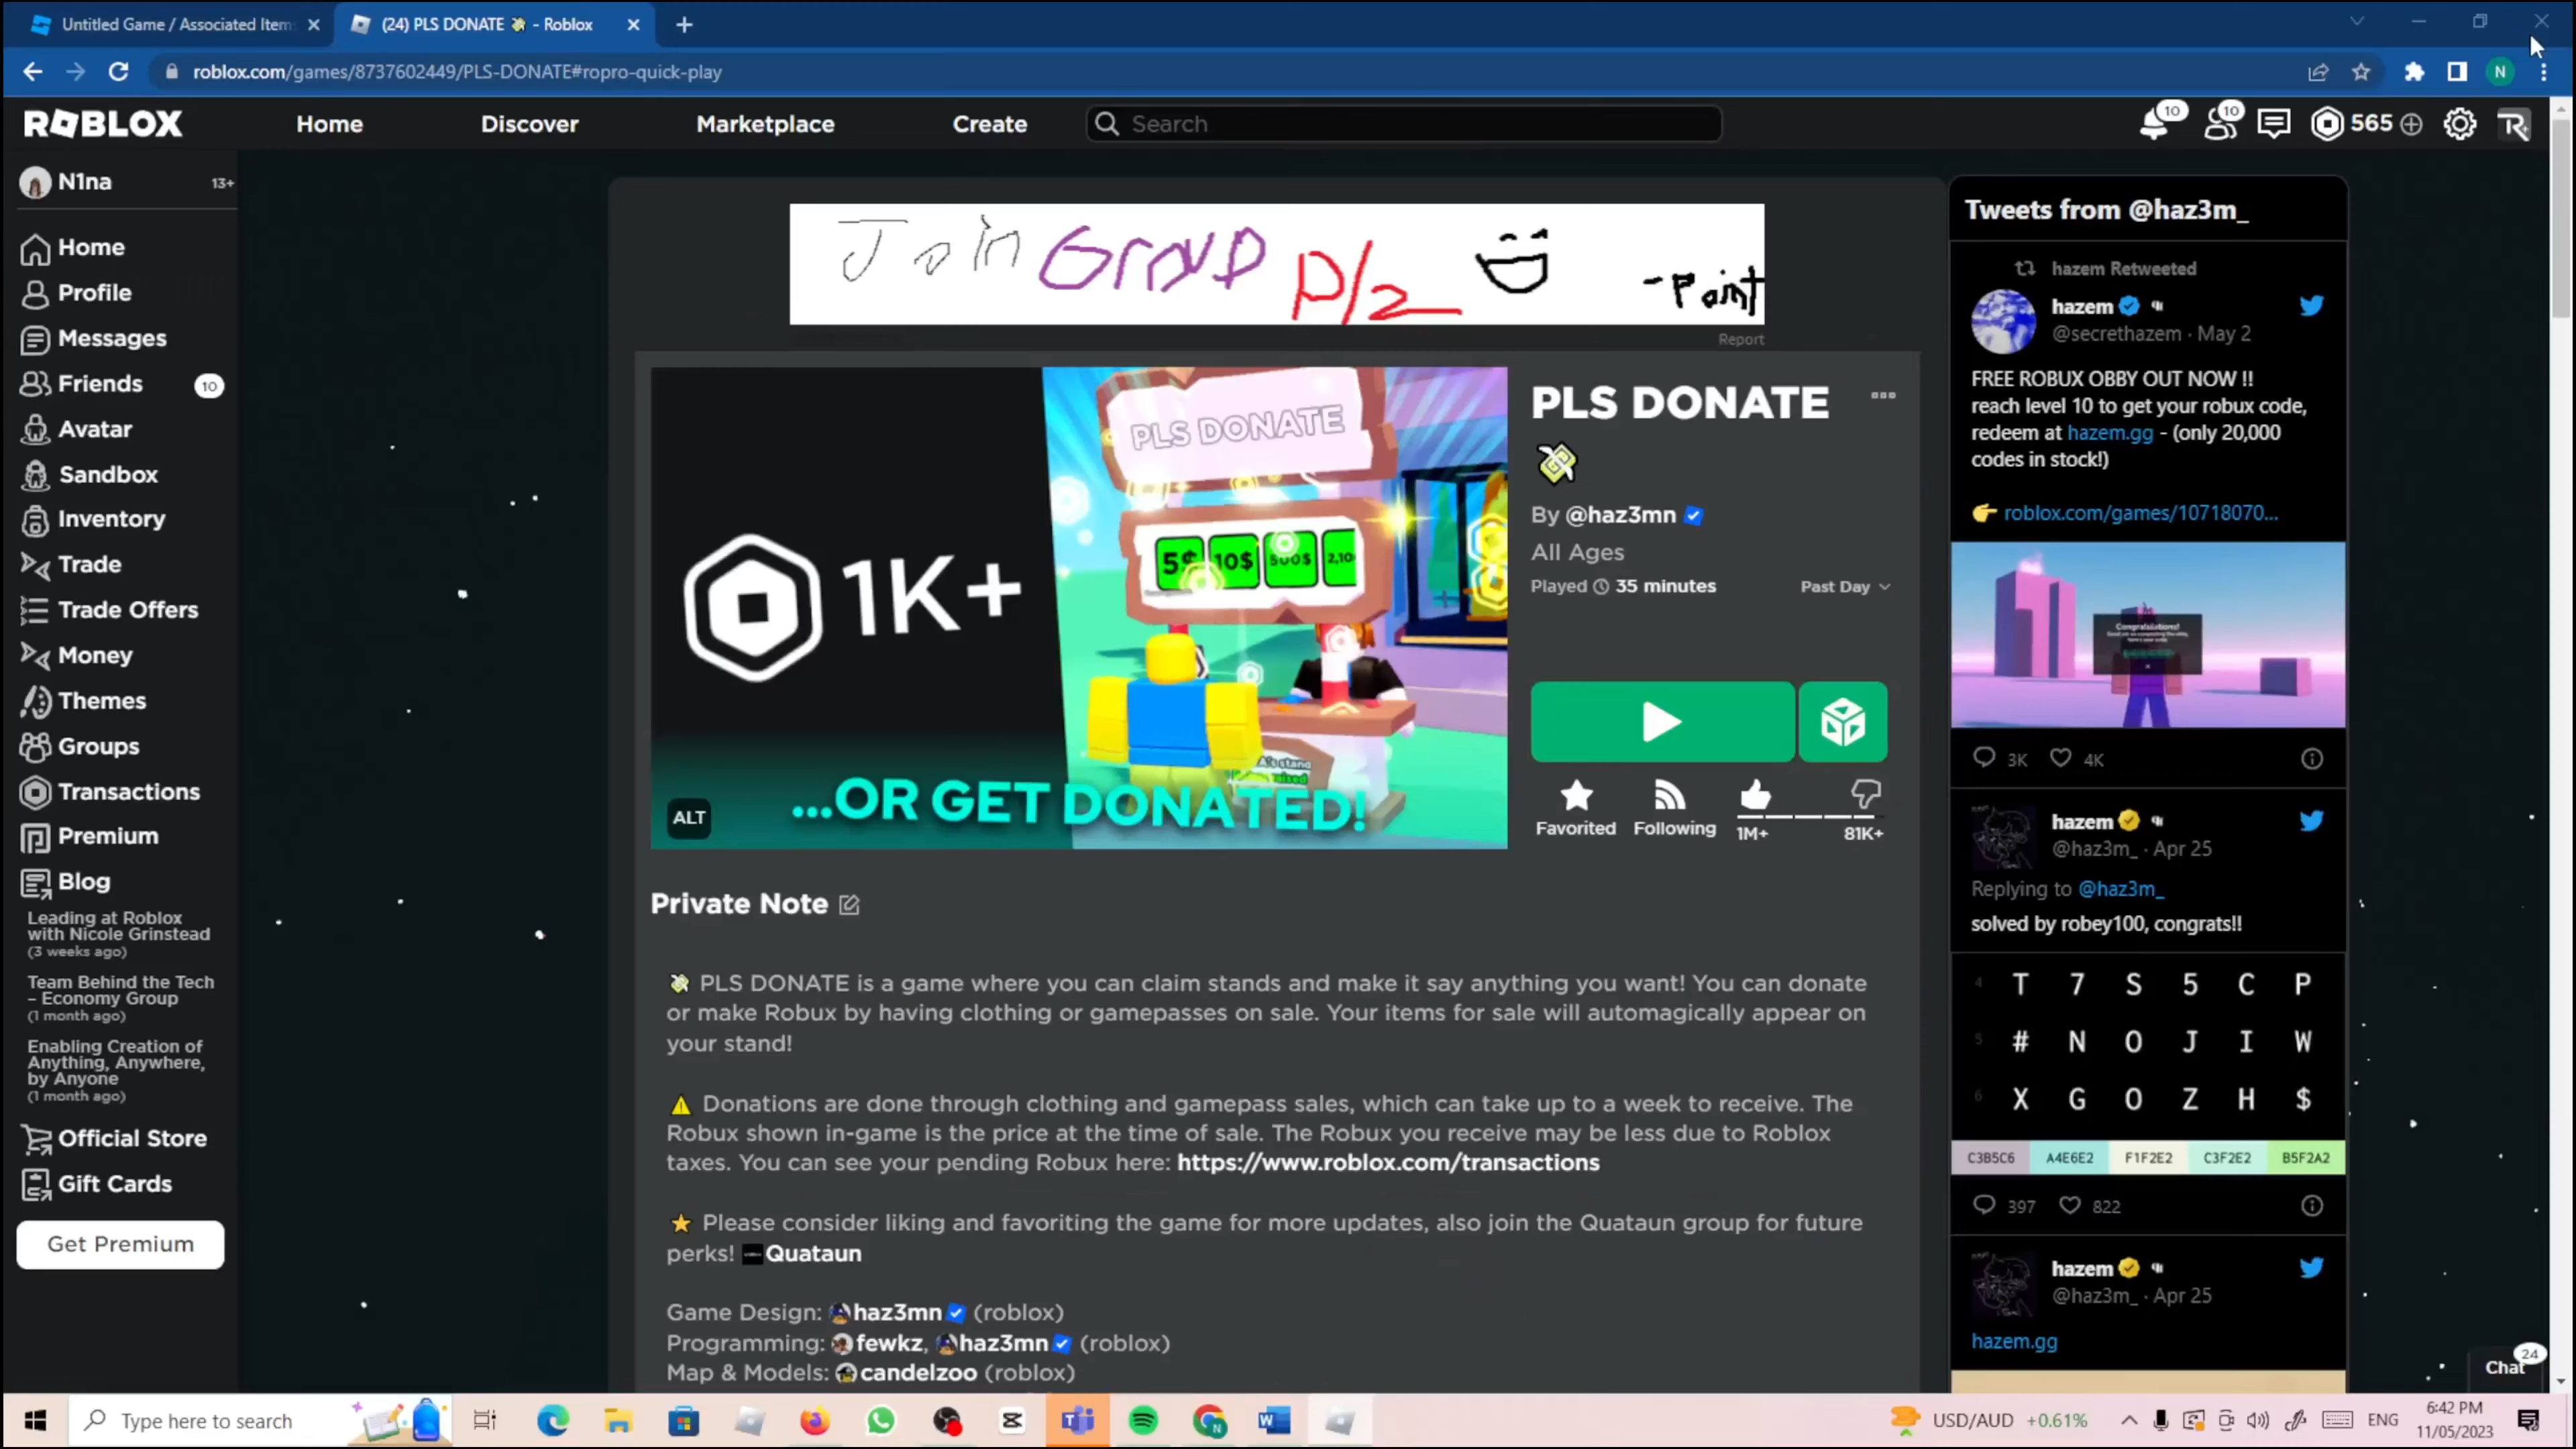 Untitled Game / Associated Item
(24) PLS DONATE 💸 - Roblox
roblox.com/games/8737602449/PLS-DONATE#ropro-quick-play
N
ROBLOX
Home
Discover
Marketplace
Create
Search
10
10
565
N1na
13+
Home
Profile
Messages
Friends
10
Avatar
Sandbox
Inventory
Trade
Trade Offers
Money
Themes
Groups
Transactions
Premium
Blog
Leading at Roblox
with Nicole Grinstead
(3 weeks ago)
Team Behind the Tech
– Economy Group
(1 month ago)
Enabling Creation of
Anything, Anywhere,
by Anyone
(1 month ago)
Official Store
Gift Cards
Get Premium
Join Group Plz -Paint
Report
PLS DONATE
5$ 10$ 500$ 2,10
1K+
...OR GET DONATED!
ALT
PLS DONATE
💸
By @haz3mn
All Ages
Played 35 minutes
Past Day
Favorited
Following
1M+
81K+
Private Note
💸 PLS DONATE is a game where you can claim stands and make it say anything you want! You can donate
or make Robux by having clothing or gamepasses on sale. Your items for sale will automagically appear on
your stand!
⚠️ Donations are done through clothing and gamepass sales, which can take up to a week to receive. The
Robux shown in-game is the price at the time of sale. The Robux you receive may be less due to Roblox
taxes. You can see your pending Robux here: https://www.roblox.com/transactions
⭐ Please consider liking and favoriting the game for more updates, also join the Quataun group for future
perks! Quataun
Game Design: haz3mn (roblox)
Programming: fewkz, haz3mn (roblox)
Map & Models: candelzoo (roblox)
Tweets from @haz3m_
hazem Retweeted
hazem
@secrethazem · May 2
FREE ROBUX OBBY OUT NOW !!
reach level 10 to get your robux code,
redeem at hazem.gg - (only 20,000
codes in stock!)
👉 roblox.com/games/10718070...
Congratulations!
3K
4K
hazem
@haz3m_ · Apr 25
Replying to @haz3m_
solved by robey100, congrats!!
4 T 7 S 5 C P
5 # N O J I W
6 X G O Z H $
C3B5C6 A4E6E2 F1F2E2 C3F2E2 B5F2A2
397
822
hazem
@haz3m_ · Apr 25
hazem.gg
Chat
24
Type here to search
USD/AUD +0.61%
ENG
6:42 PM
11/05/2023